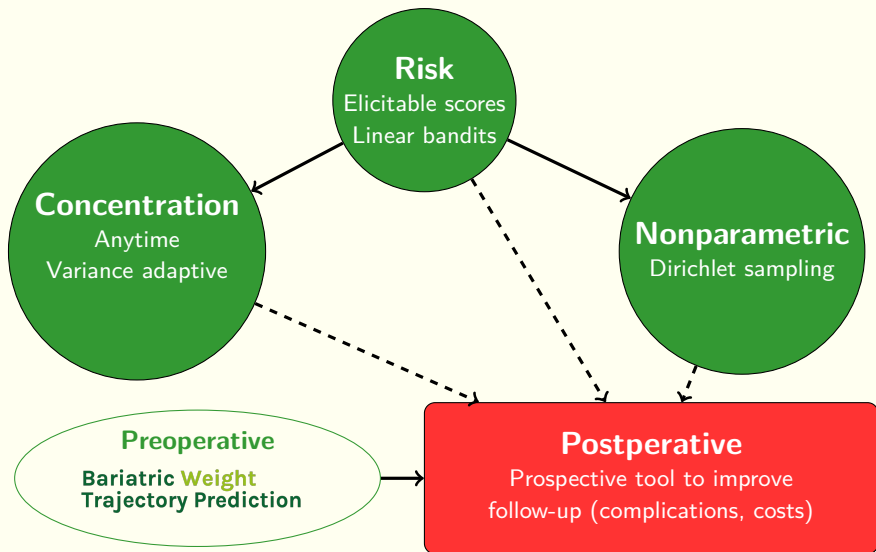 Risk
Elicitable scores
Linear bandits
Concentration
Anytime
Variance adaptive
Nonparametric
Dirichlet sampling
Preoperative
Bariatric Weight
Trajectory Prediction
Postperative
Prospective tool to improve
follow-up (complications, costs)